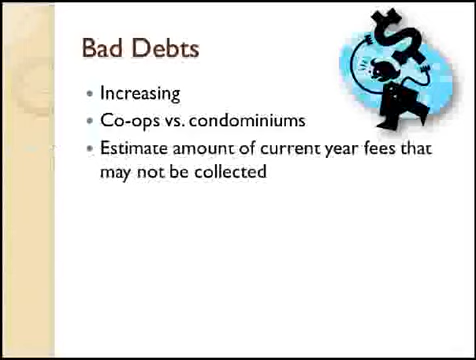 Bad Debts
Increasing
Co-ops vs. condominiums
Estimate amount of current year fees that
may not be collected